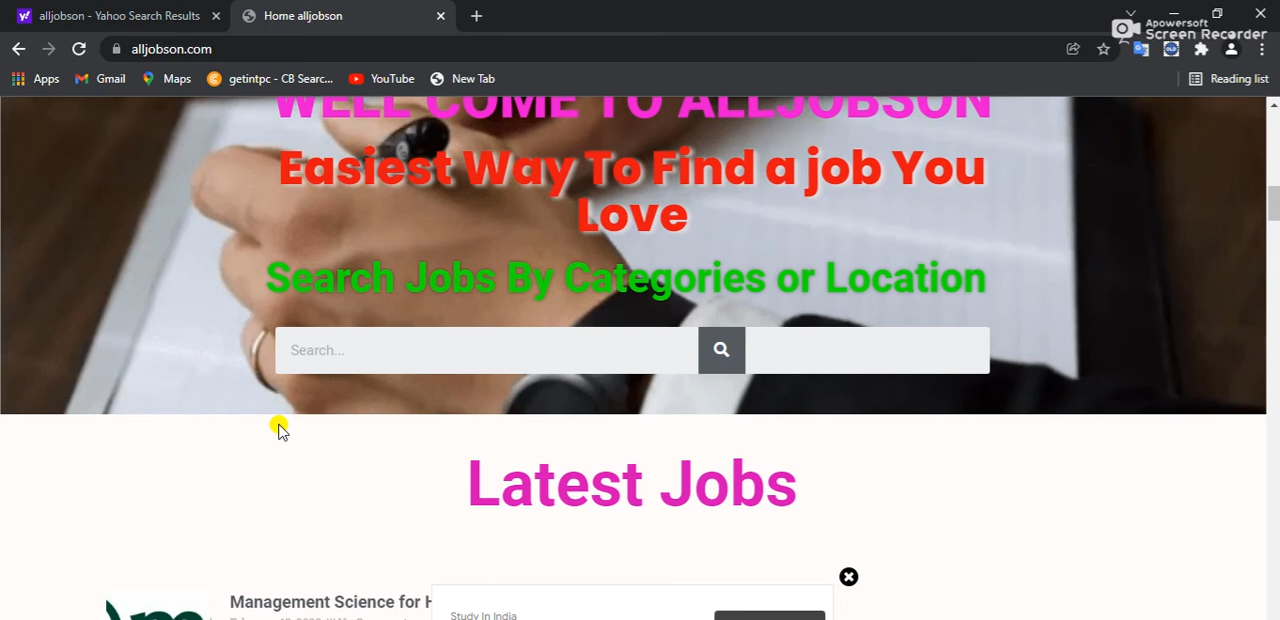 alljobson - Yahoo Search Results
Home alljobson
Apowersoft
Screen Recorder
alljobson.com
Apps
Gmail
Maps
getintpc - CB Searc...
YouTube
New Tab
Reading list
WELL COME TO ALLJOBSON
Easiest Way To Find a job You
Love
Search Jobs By Categories or Location
Search...
Latest Jobs
Management Science for H
Study In India